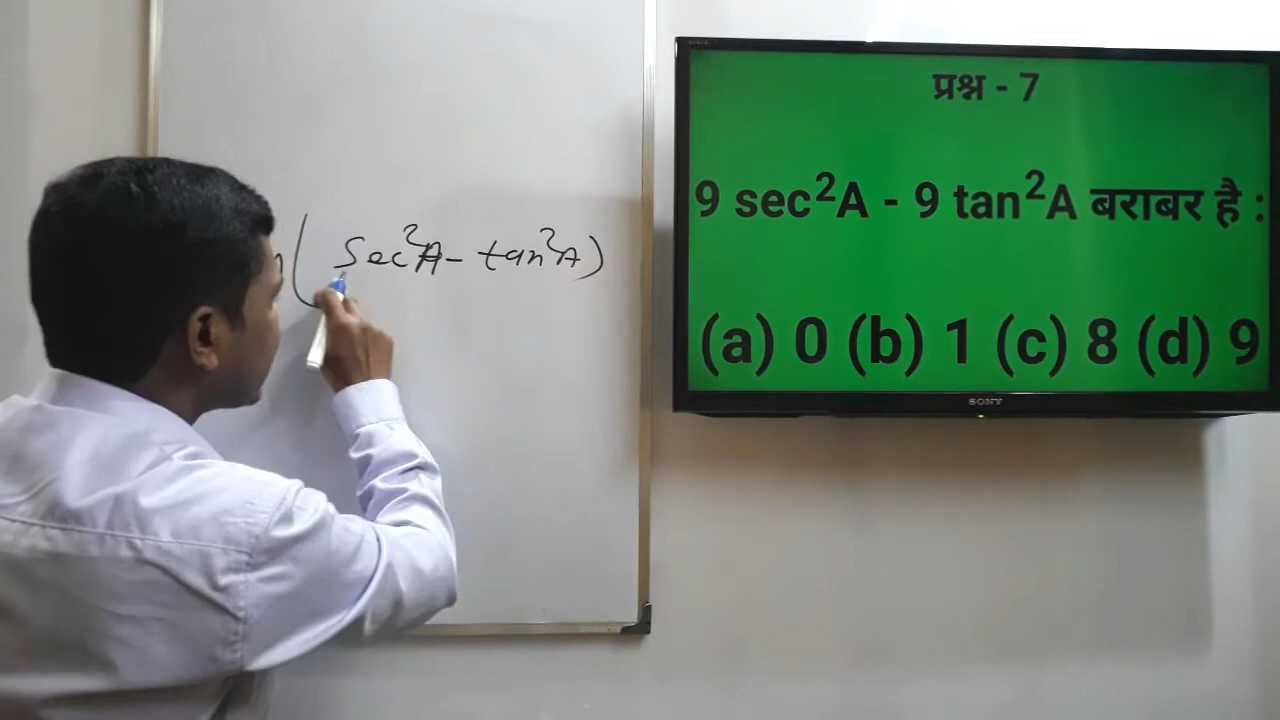 (sec²A - tan²A)
प्रश्न - 7
9 sec²A - 9 tan²A बराबर है :
(a) 0 (b) 1 (c) 8 (d) 9
SONY